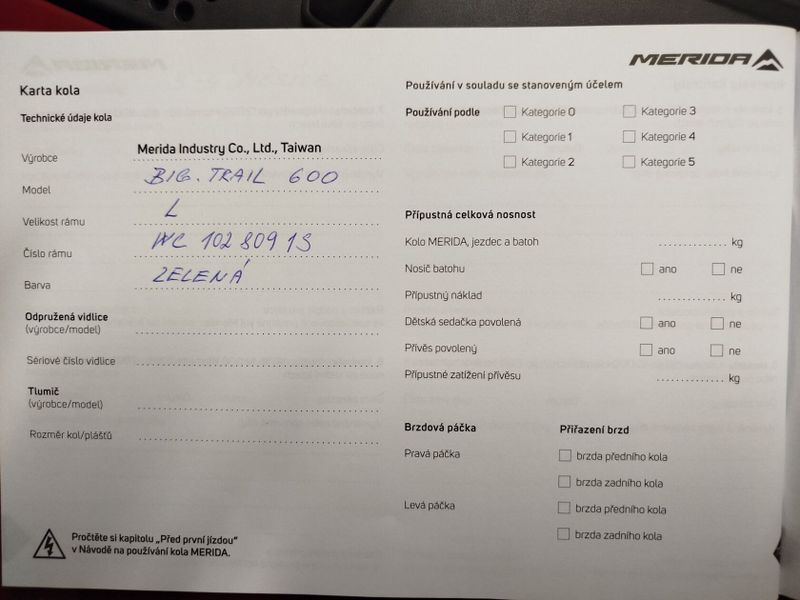 MERIDA
Karta kola
Technické údaje kola
Výrobce Merida Industry Co., Ltd., Taiwan
Model BIG. TRAIL 600
Velikost rámu L
Číslo rámu WC 102 809 1S
Barva ZELENÁ
Odpružená vidlice
(výrobce/model)
Sériové číslo vidlice
Tlumič
(výrobce/model)
Rozměr kol/plášťů
Pročtěte si kapitolu „Před první jízdou"
v Návodě na používání kola MERIDA.
Používání v souladu se stanoveným účelem
Používání podle Kategorie 0 Kategorie 3
Kategorie 1 Kategorie 4
Kategorie 2 Kategorie 5
Přípustná celková nosnost
Kolo MERIDA, jezdec a batoh kg
Nosič batohu ano ne
Přípustný náklad kg
Dětská sedačka povolená ano ne
Přívěs povolený ano ne
Přípustné zatížení přívěsu kg
Brzdová páčka Přiřazení brzd
Pravá páčka brzda předního kola
brzda zadního kola
Levá páčka brzda předního kola
brzda zadního kola